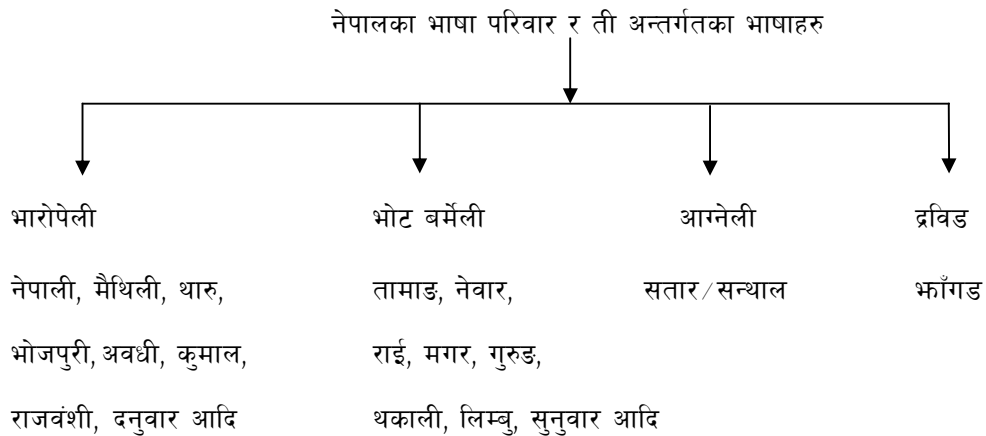 नेपालका भाषा परिवार र ती अन्तर्गतका भाषाहरु
भारोपेली
भोट बर्मेली
आग्नेली
द्रविड
नेपाली, मैथिली, थारु,
तामाङ, नेवार,
सतार/सन्थाल
झाँगड
भोजपुरी, अवधी, कुमाल,
राई, मगर, गुरुङ,
राजवंशी, दनुवार आदि
थकाली, लिम्बु, सुनुवार आदि